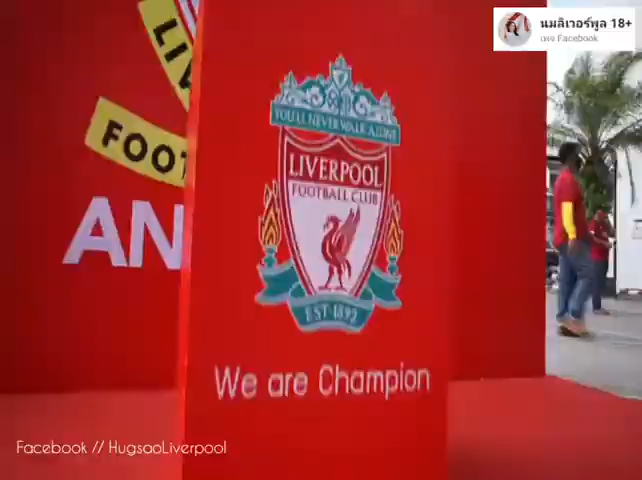 นมลิเวอร์พูล 18+
เพจ Facebook
LIV
FOOT
AN
YOU'LL NEVER WALK ALONE
LIVERPOOL
FOOTBALL CLUB
EST·1892
We are Champion
Facebook // HugsaoLiverpool